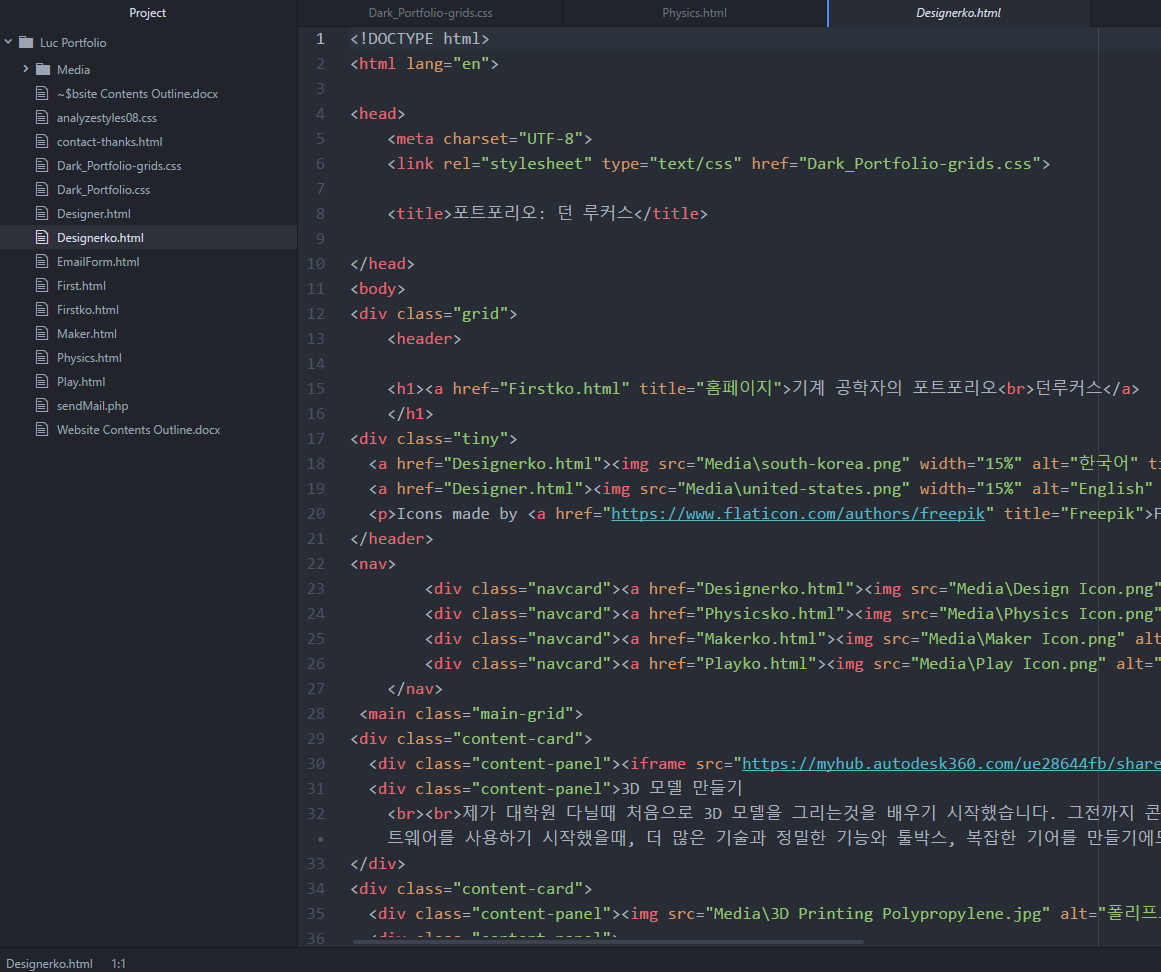 Project
Dark_Portfolio-grids.css
Physics.html
Designerko.html
Luc Portfolio
Media
~$bsite Contents Outline.docx
analyzestyles08.css
contact-thanks.html
Dark_Portfolio-grids.css
Dark_Portfolio.css
Designer.html
Designerko.html
EmailForm.html
First.html
Firstko.html
Maker.html
Physics.html
Play.html
sendMail.php
Website Contents Outline.docx
1 <!DOCTYPE html>
2 <html lang="en">
3
4 <head>
5 <meta charset="UTF-8">
6 <link rel="stylesheet" type="text/css" href="Dark_Portfolio-grids.css">
7
8 <title>포트포리오: 던 루커스</title>
9
10 </head>
11 <body>
12 <div class="grid">
13 <header>
14
15 <h1><a href="Firstko.html" title="홈페이지">기계 공학자의 포트포리오<br>던루커스</a>
16 </h1>
17 <div class="tiny">
18 <a href="Designerko.html"><img src="Media\south-korea.png" width="15%" alt="한국어"
19 <a href="Designer.html"><img src="Media\united-states.png" width="15%" alt="English"
20 <p>Icons made by <a href="https://www.flaticon.com/authors/freepik" title="Freepik">
21 </header>
22 <nav>
23 <div class="navcard"><a href="Designerko.html"><img src="Media\Design Icon.png"
24 <div class="navcard"><a href="Physicsko.html"><img src="Media\Physics Icon.png"
25 <div class="navcard"><a href="Makerko.html"><img src="Media\Maker Icon.png" alt
26 <div class="navcard"><a href="Playko.html"><img src="Media\Play Icon.png" alt="
27 </nav>
28 <main class="main-grid">
29 <div class="content-card">
30 <div class="content-panel"><iframe src="https://myhub.autodesk360.com/ue28644fb/share
31 <div class="content-panel">3D 모델 만들기
32 <br><br>제가 대학원 다닐때 처음으로 3D 모델을 그리는것을 배우기 시작했습니다. 그전까지 콘
• 트웨어를 사용하기 시작했을때, 더 많은 기술과 정밀한 기능와 툴박스, 복잡한 기어를 만들기에도
33 </div>
34 <div class="content-card">
35 <div class="content-panel"><img src="Media\3D Printing Polypropylene.jpg" alt="폴리프
36 <div class="content-panel">
Designerko.html 1:1